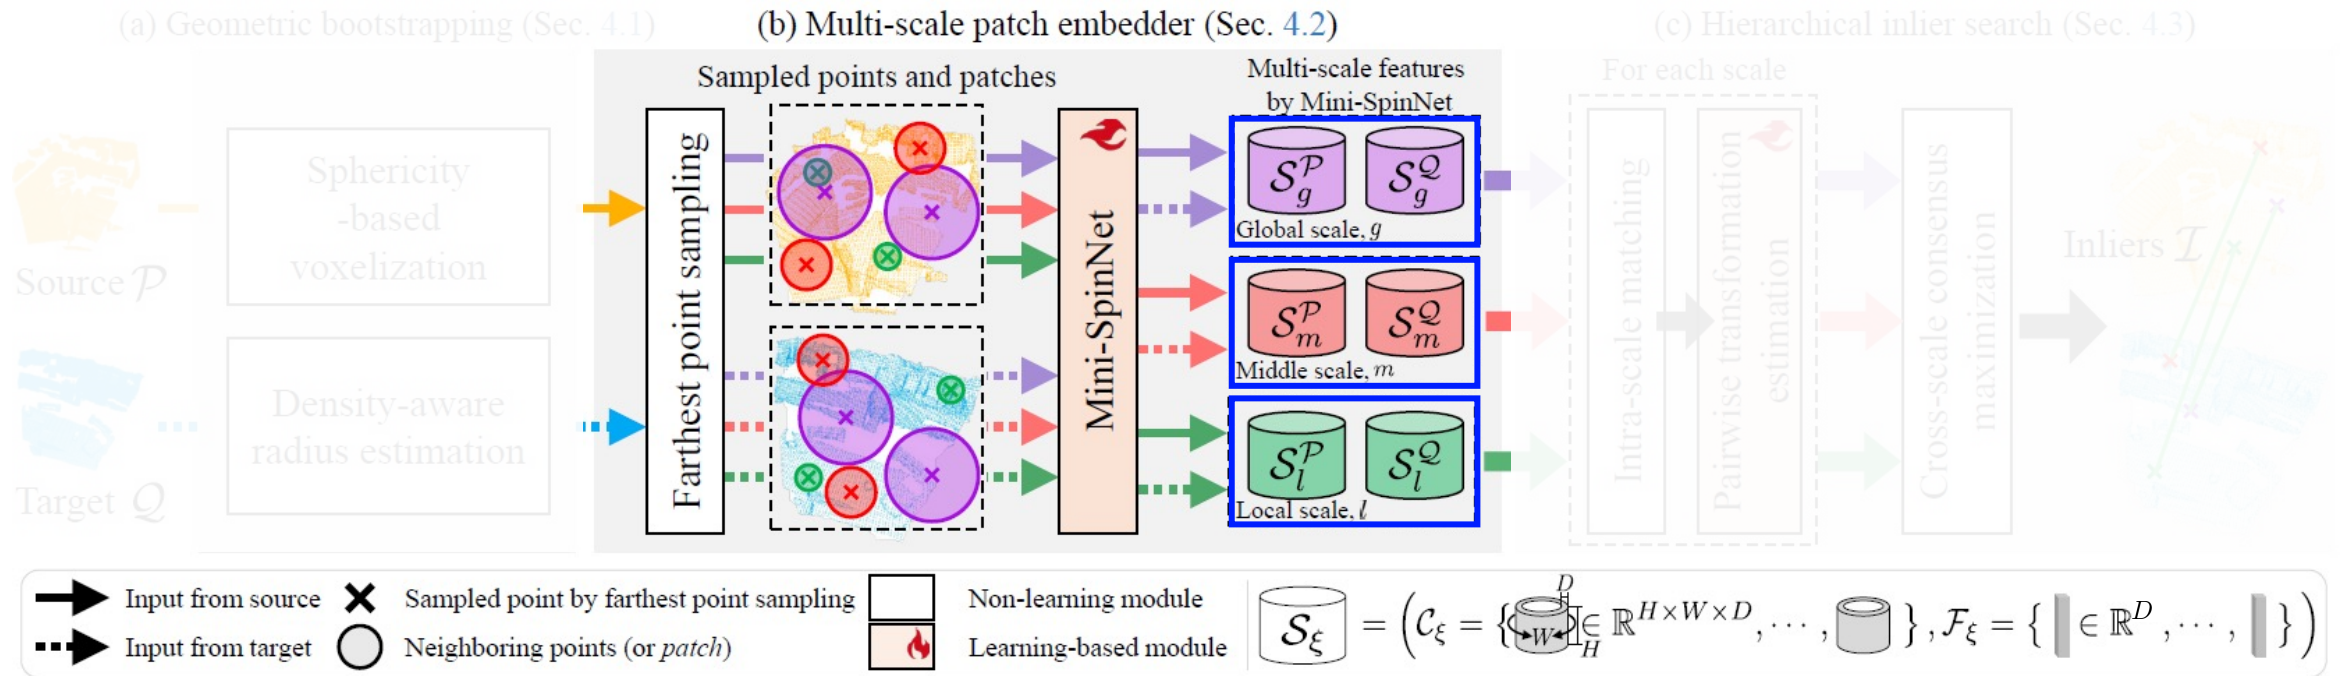 (a) Geometric bootstrapping (Sec. 4.1)
(b) Multi-scale patch embedder (Sec. 4.2)
(c) Hierarchical inlier search (Sec. 4.3)
Source 𝒫
Target 𝒬
Sphericity
-based
voxelization
Density-aware
radius estimation
Sampled points and patches
Farthest point sampling
Mini-SpinNet
Multi-scale features
by Mini-SpinNet
𝒮_g^𝒫 𝒮_g^𝒬
Global scale, g
𝒮_m^𝒫 𝒮_m^𝒬
Middle scale, m
𝒮_l^𝒫 𝒮_l^𝒬
Local scale, l
For each scale
Intra-scale matching
Pairwise transformation
estimation
Cross-scale consensus
maximization
Inliers ℐ
Input from source
Input from target
Sampled point by farthest point sampling
Neighboring points (or patch)
Non-learning module
Learning-based module
𝒮_ξ = ( 𝒞_ξ = { D W H ∈ ℝ^{H×W×D}, ⋯ , }, ℱ_ξ = { ∈ ℝ^D, ⋯ , } )